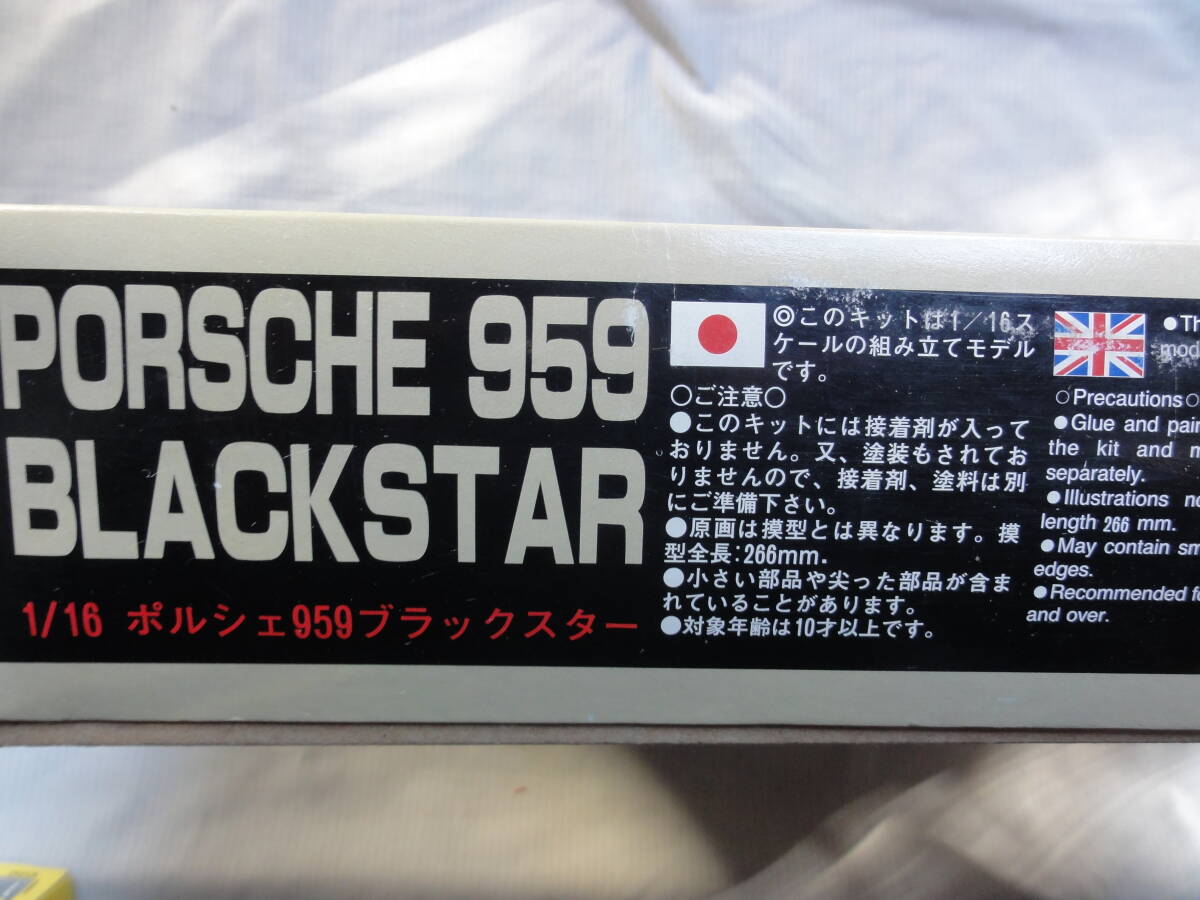 PORSCHE 959
BLACKSTAR
1/16 ポルシェ959ブラックスター
◎このキットは1/16ス
ケールの組み立てモデル
です。
○ご注意○
●このキットには接着剤が入って
おりません。又、塗装もされてお
りませんので、接着剤、塗料は別
にご準備下さい。
●原画は摸型とは異なります。摸
型全長:266mm.
●小さい部品や尖った部品が含ま
れていることがあります。
●対象年齢は10才以上です。
●Th
mod
○Precautions○
●Glue and pain
the kit and m
separately.
●Illustrations no
length 266 mm.
●May contain sm
edges.
●Recommended fo
and over.